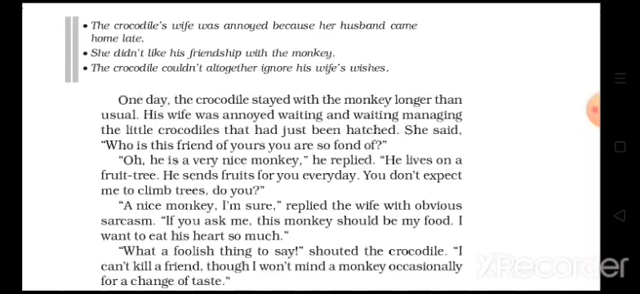 • The crocodile's wife was annoyed because her husband came
home late.
• She didn't like his friendship with the monkey.
• The crocodile couldn't altogether ignore his wife's wishes.
One day, the crocodile stayed with the monkey longer than
usual. His wife was annoyed waiting and waiting managing
the little crocodiles that had just been hatched. She said,
"Who is this friend of yours you are so fond of?"
"Oh, he is a very nice monkey," he replied. "He lives on a
fruit-tree. He sends fruits for you everyday. You don't expect
me to climb trees, do you?"
"A nice monkey, I'm sure," replied the wife with obvious
sarcasm. "If you ask me, this monkey should be my food. I
want to eat his heart so much."
"What a foolish thing to say!" shouted the crocodile. "I
can't kill a friend, though I won't mind a monkey occasionally
for a change of taste."
XRecorder